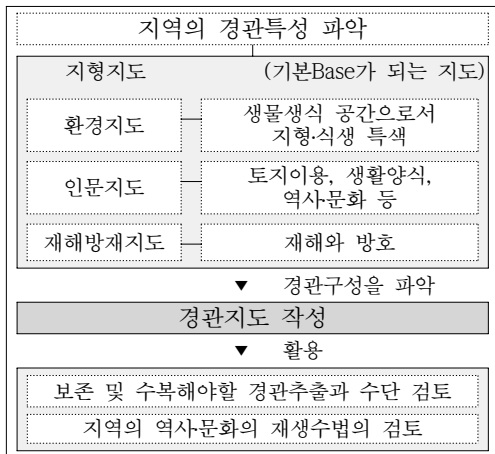 지역의 경관특성 파악
지형지도 (기본Base가 되는 지도)
환경지도
생물생식 공간으로서
지형·식생 특색
인문지도
토지이용, 생활양식,
역사·문화 등
재해방재지도
재해와 방호
▼ 경관구성을 파악
경관지도 작성
▼ 활용
보존 및 수복해야할 경관추출과 수단 검토
지역의 역사·문화의 재생수법의 검토